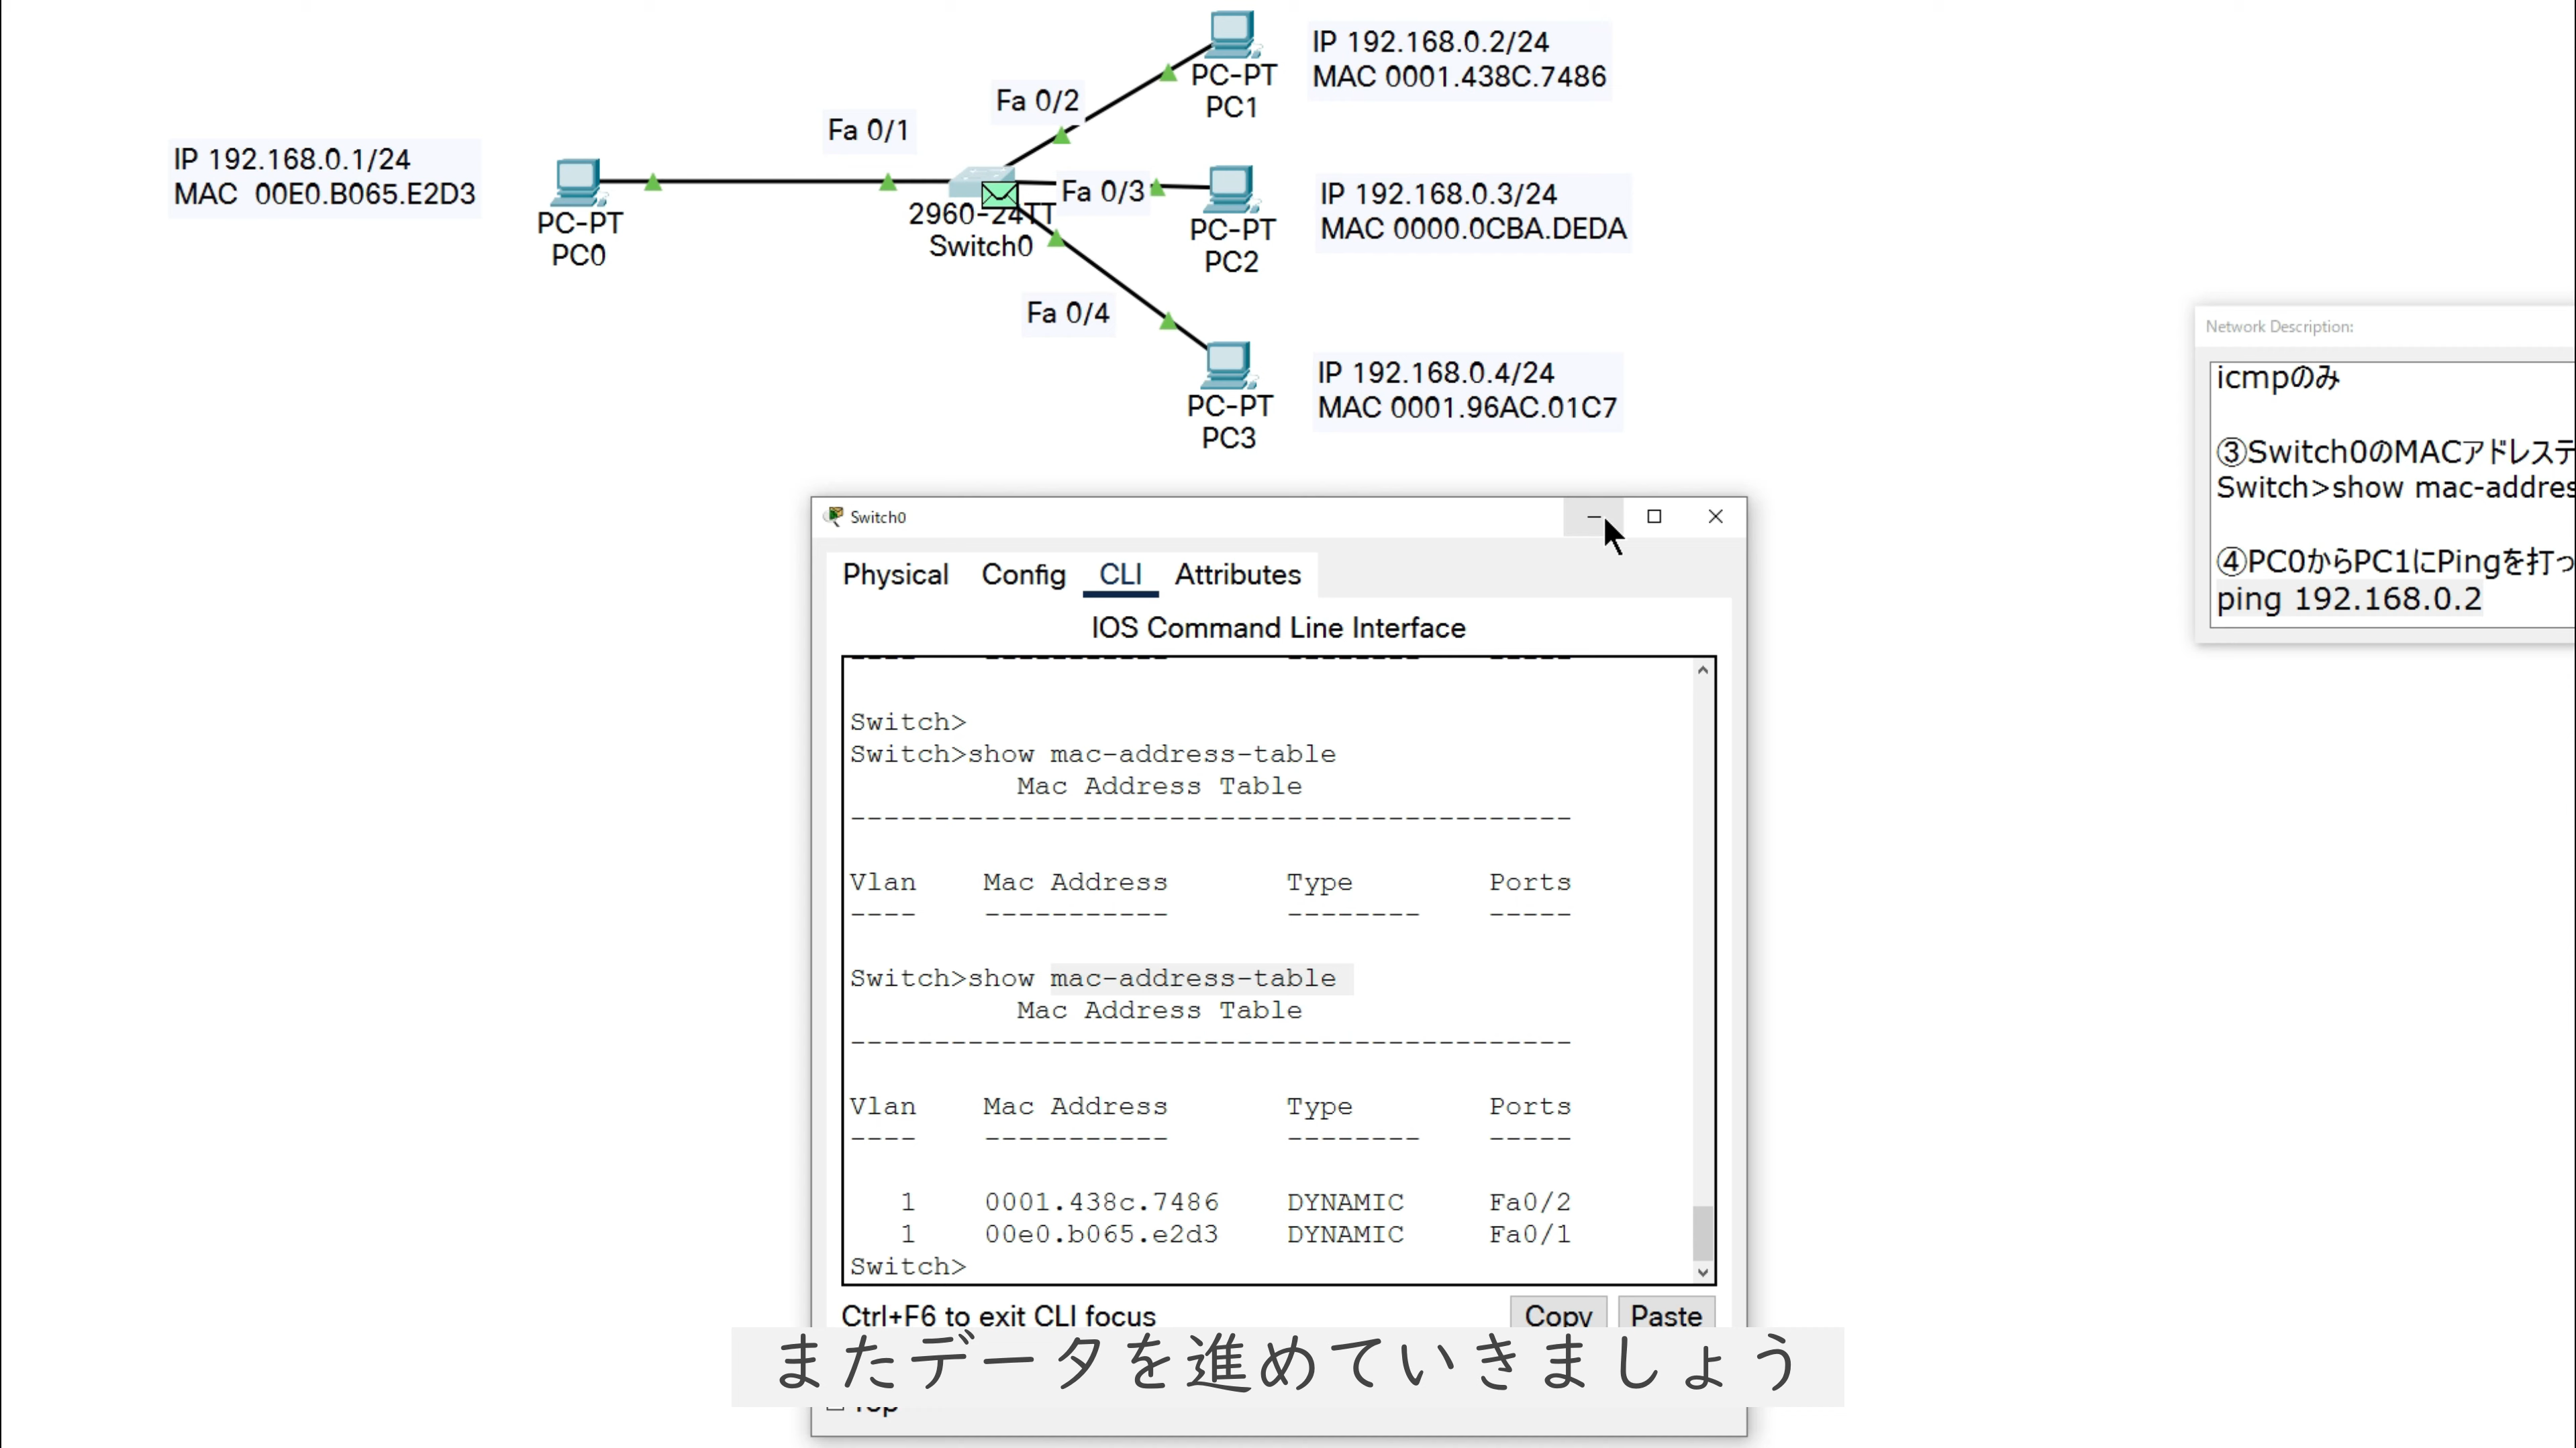 IP 192.168.0.2/24
MAC 0001.438C.7486
PC-PT
PC1
Fa 0/2
Fa 0/1
IP 192.168.0.1/24
MAC 00E0.B065.E2D3
PC-PT
PC0
2960-24TT
Switch0
Fa 0/3
PC-PT
PC2
IP 192.168.0.3/24
MAC 0000.0CBA.DEDA
Fa 0/4
PC-PT
PC3
IP 192.168.0.4/24
MAC 0001.96AC.01C7
Network Description:
icmpのみ
③Switch0のMACアドレステ
Switch>show mac-addres
④PC0からPC1にPingを打っ
ping 192.168.0.2
Switch0
Physical Config CLI Attributes
IOS Command Line Interface
---- ----------- -------- -----
Switch>
Switch>show mac-address-table
Mac Address Table
-------------------------------------------
Vlan Mac Address Type Ports
---- ----------- -------- -----
Switch>show mac-address-table
Mac Address Table
-------------------------------------------
Vlan Mac Address Type Ports
---- ----------- -------- -----
1 0001.438c.7486 DYNAMIC Fa0/2
1 00e0.b065.e2d3 DYNAMIC Fa0/1
Switch>
Ctrl+F6 to exit CLI focus
Copy Paste
またデータを進めていきましょう
Top